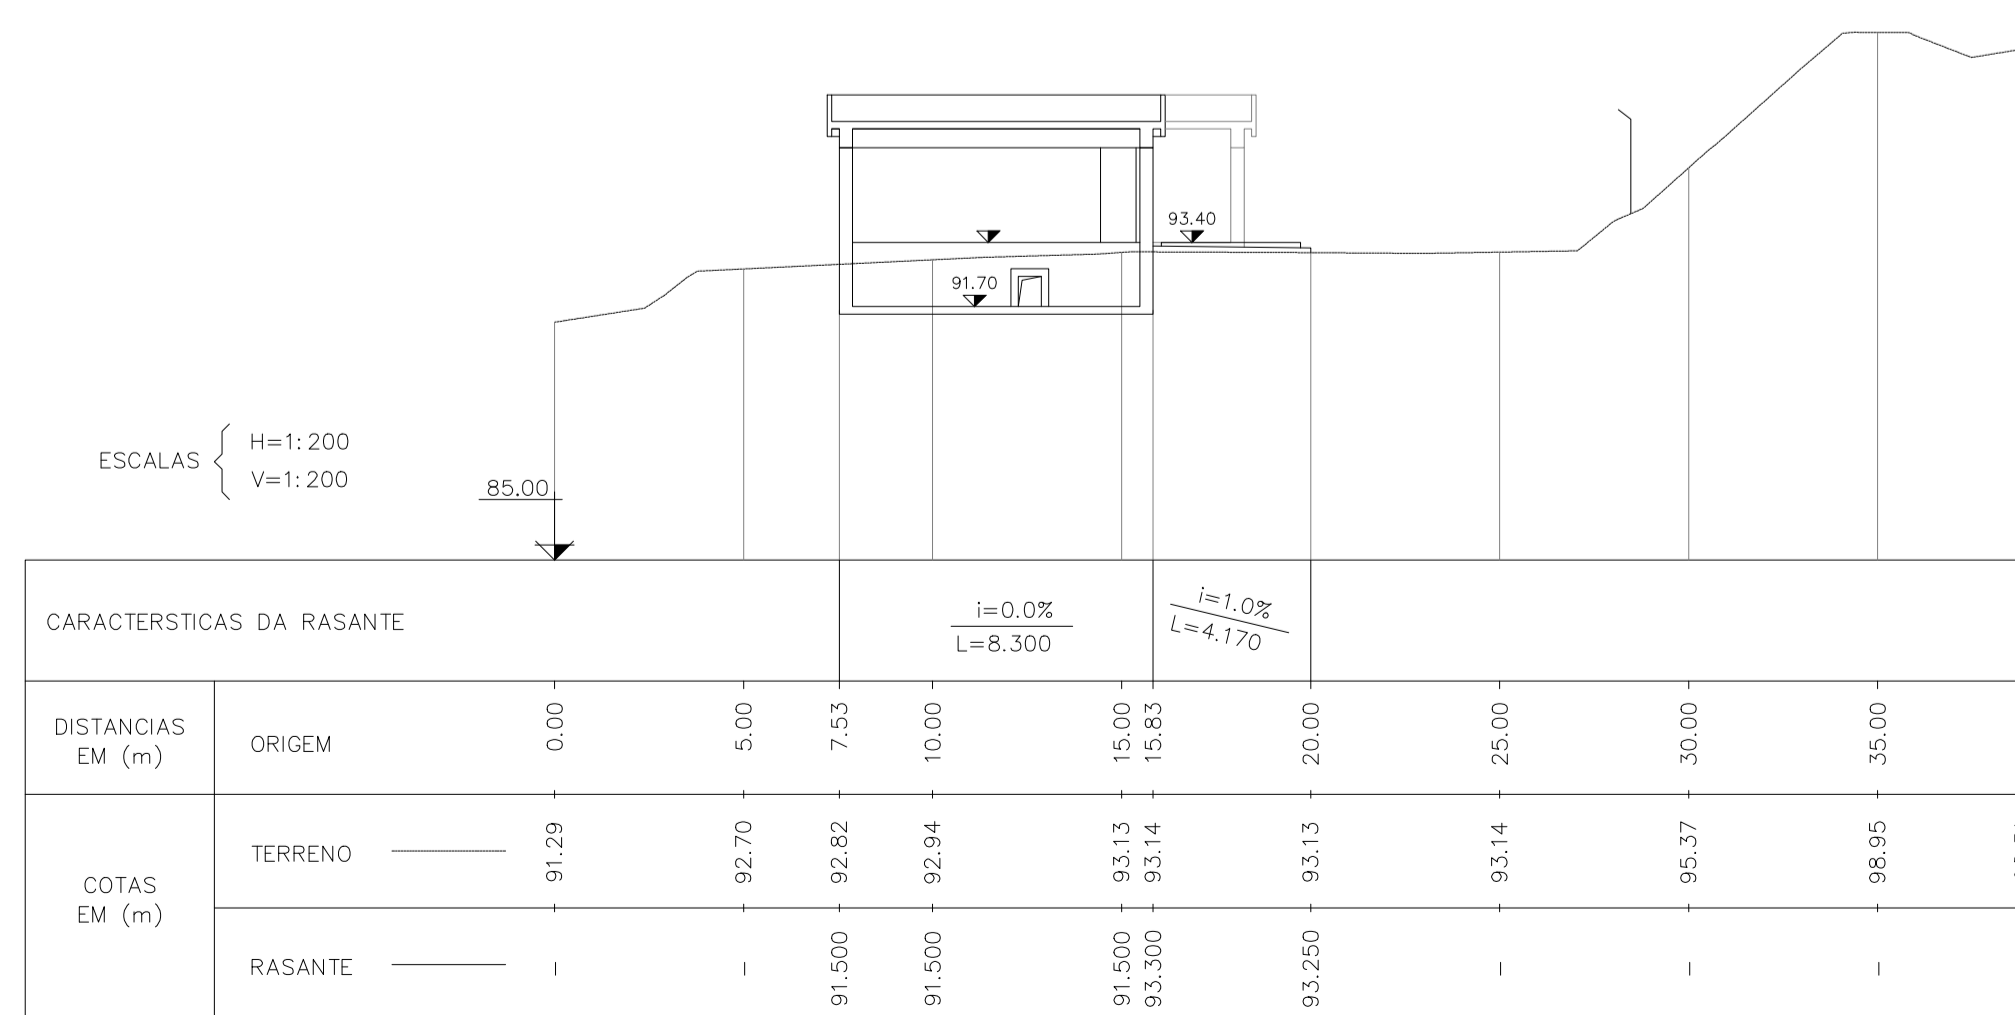 93.40
91.70
ESCALAS
H=1:200
V=1:200
85.00
CARACTERSTICAS DA RASANTE
i=0.0%
L=8.300
i=1.0%
L=4.170
DISTANCIAS
EM (m)
ORIGEM
0.00
5.00
7.53
10.00
15.00
15.83
20.00
25.00
30.00
35.00
COTAS
EM (m)
TERRENO
91.29
92.70
92.82
92.94
93.13
93.14
93.13
93.14
95.37
98.95
RASANTE
–
–
91.500
91.500
91.500
93.300
93.250
–
–
–